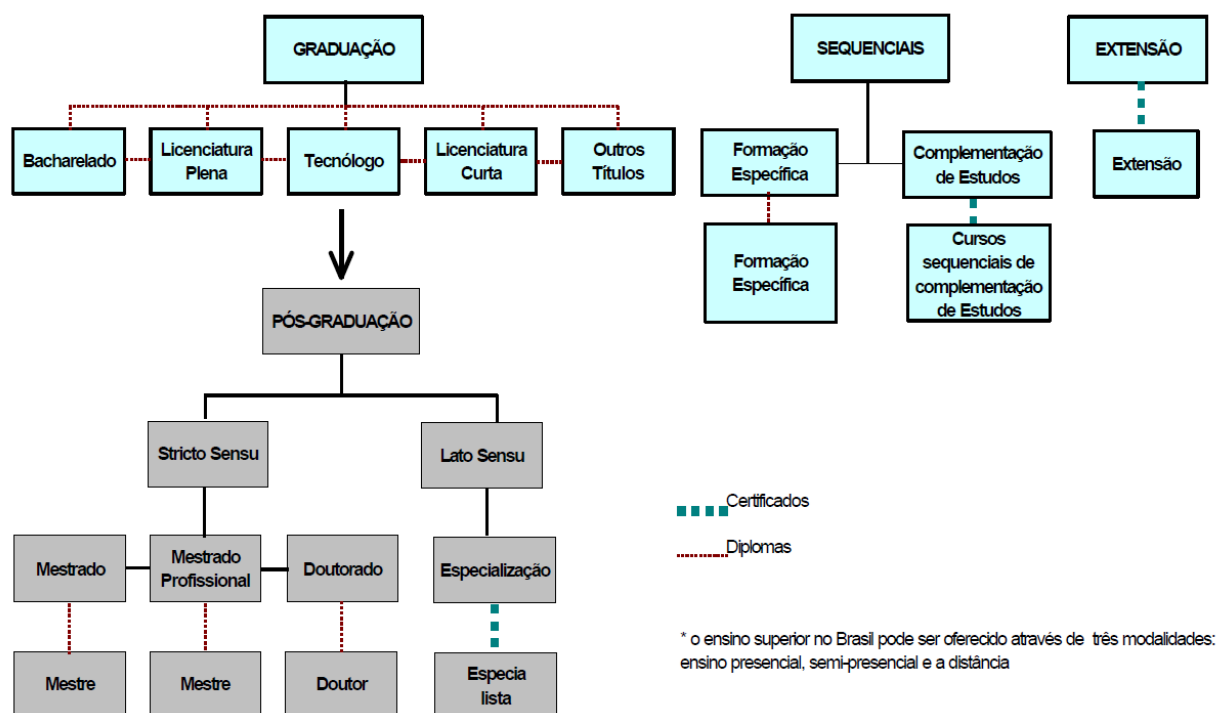 GRADUAÇÃO
SEQUENCIAIS
EXTENSÃO
Bacharelado
Licenciatura
Plena
Tecnólogo
Licenciatura
Curta
Outros
Títulos
Formação
Específica
Complementação
de Estudos
Extensão
Formação
Específica
Cursos
sequenciais de
complementação
de Estudos
PÓS-GRADUAÇÃO
Stricto Sensu
Lato Sensu
Mestrado
Mestrado
Profissional
Doutorado
Especialização
Mestre
Mestre
Doutor
Especia
lista
Certificados
Diplomas
* o ensino superior no Brasil pode ser oferecido através de três modalidades:
ensino presencial, semi-presencial e a distância